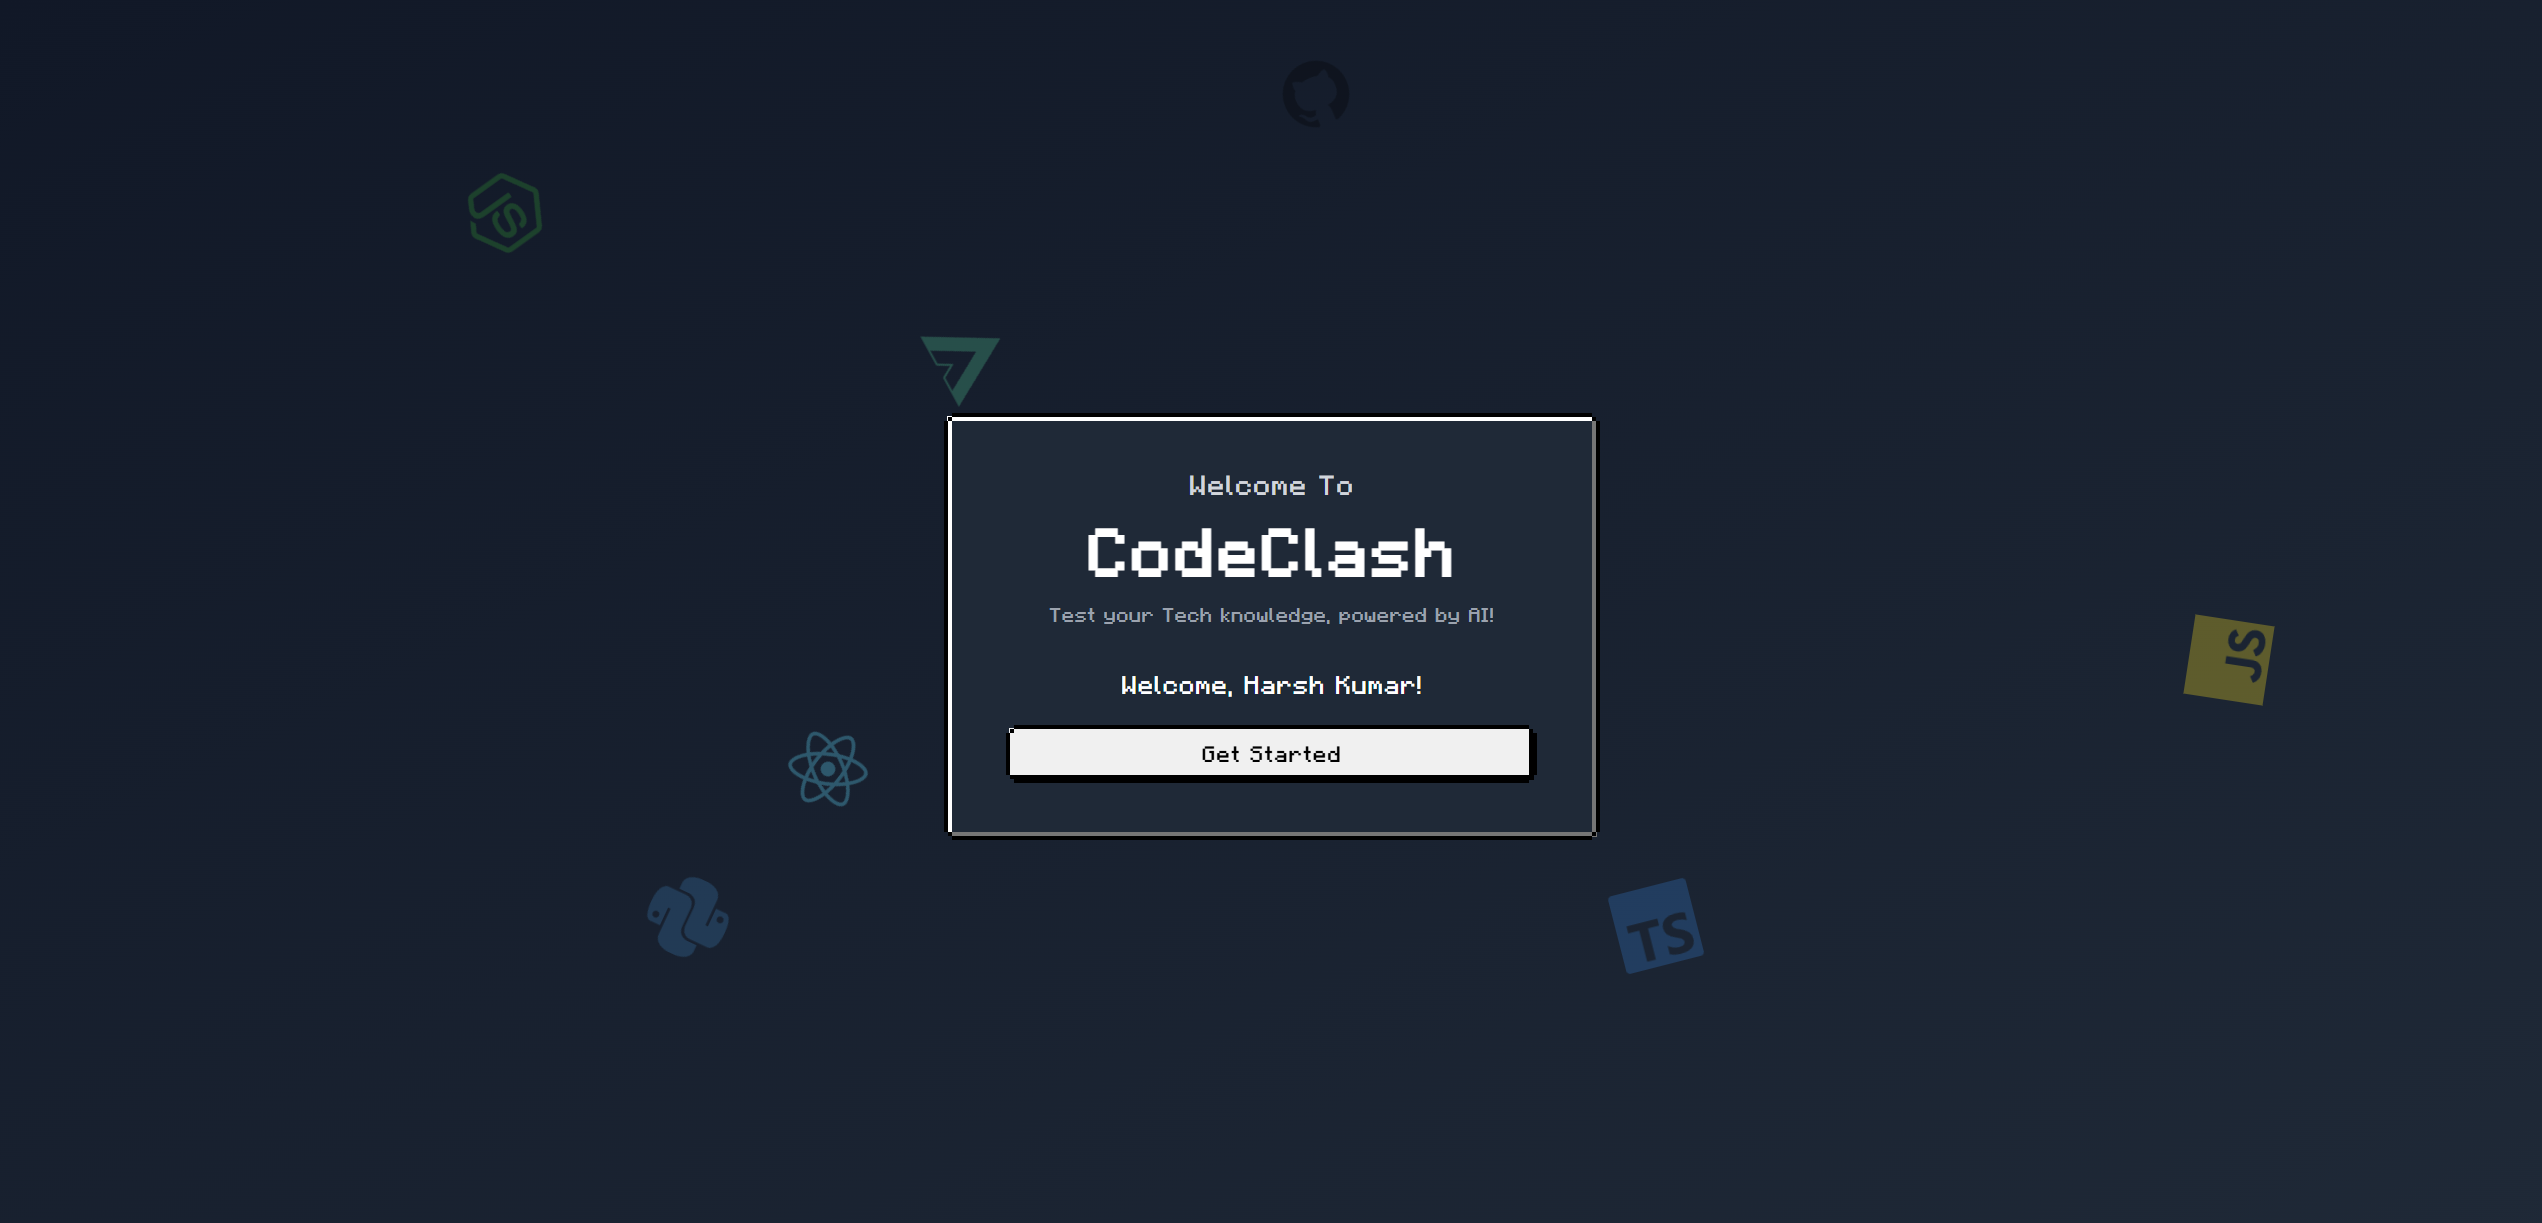 Welcome To
CodeClash
Test your Tech knowledge, powered by AI!
Welcome, Harsh Kumar!
Get Started
JS
TS